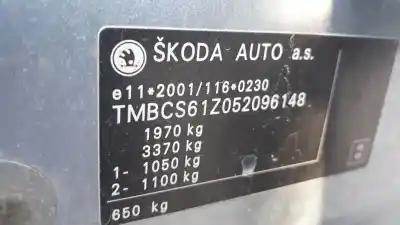 ŠKODA AUTO a.s.
e11*2001/116*0230
TMBCS61Z052096148
1970 kg
3370 kg
1- 1050 kg
2- 1100 kg
650 kg